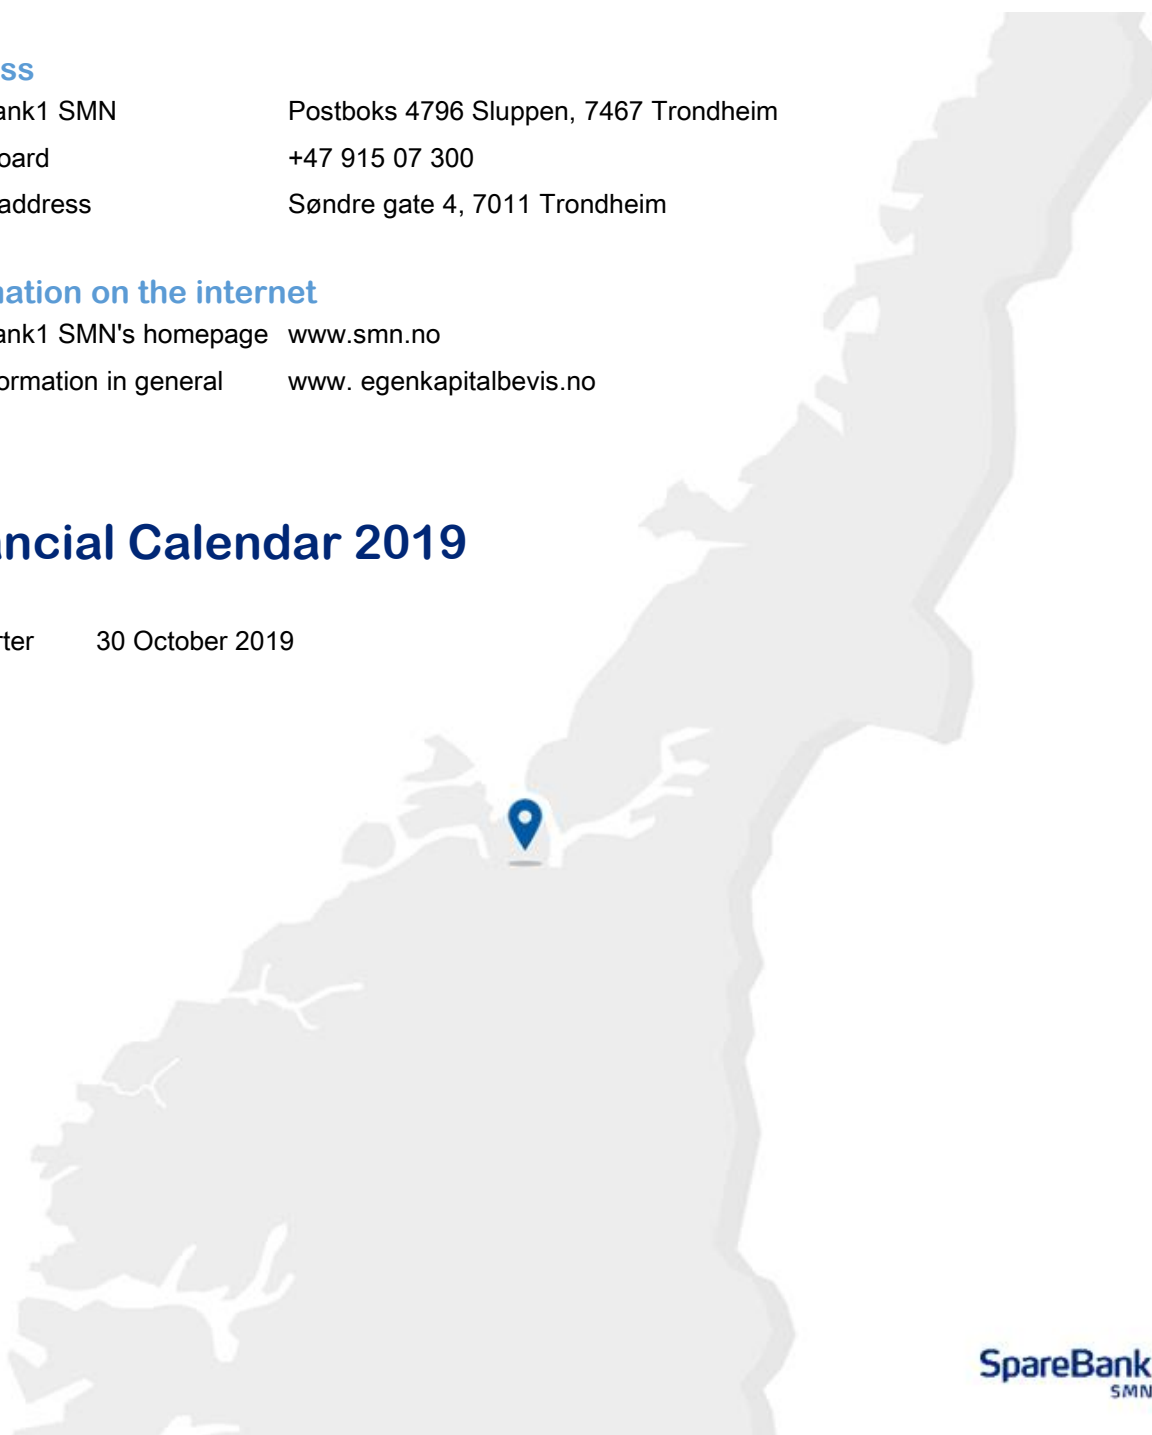 ss
ank1 SMN Postboks 4796 Sluppen, 7467 Trondheim
oard +47 915 07 300
address Søndre gate 4, 7011 Trondheim
nation on the internet
ank1 SMN's homepage www.smn.no
ormation in general www. egenkapitalbevis.no
ancial Calendar 2019
rter 30 October 2019
SpareBank
SMN